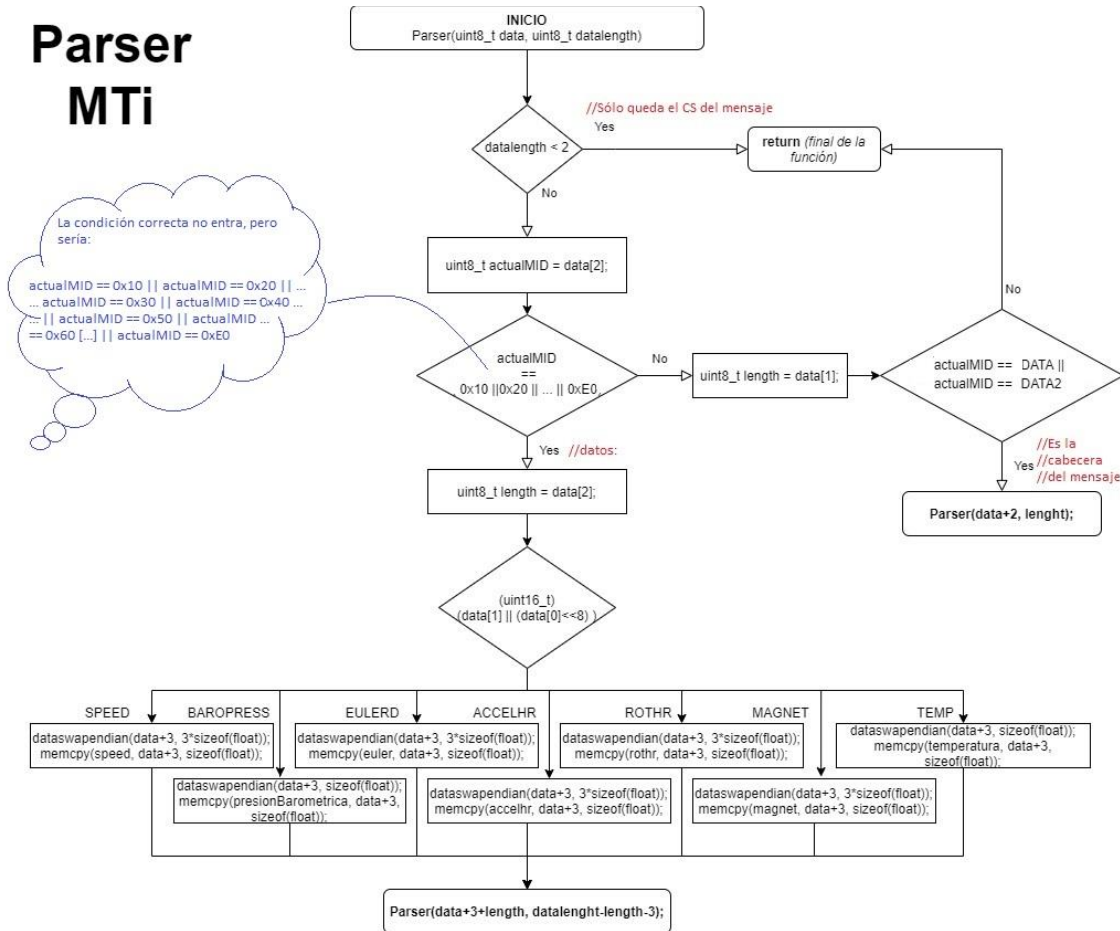 Parser
MTi
INICIO
Parser(uint8_t data, uint8_t datalength)
//Sólo queda el CS del mensaje
Yes
datalength < 2
return (final de la
función)
No
La condición correcta no entra, pero
sería:
actualMID == 0x10 || actualMID == 0x20 || ...
... actualMID == 0x30 || actualMID == 0x40 ...
... || actualMID == 0x50 || actualMID ...
== 0x60 [...] || actualMID == 0xE0
uint8_t actualMID = data[2];
No
actualMID
==
0x10 ||0x20 || ... || 0xE0
No
uint8_t length = data[1];
actualMID == DATA ||
actualMID == DATA2
Yes //datos:
//Es la
Yes //cabecera
//del mensaje
uint8_t length = data[2];
Parser(data+2, lenght);
(uint16_t)
(data[1] || (data[0]<<8) )
SPEED
BAROPRESS
EULERD
ACCELHR
ROTHR
MAGNET
TEMP
dataswapendian(data+3, 3*sizeof(float));
memcpy(speed, data+3, sizeof(float));
dataswapendian(data+3, 3*sizeof(float));
memcpy(euler, data+3, sizeof(float));
dataswapendian(data+3, 3*sizeof(float));
memcpy(rothr, data+3, sizeof(float));
dataswapendian(data+3, sizeof(float));
memcpy(temperatura, data+3,
sizeof(float));
dataswapendian(data+3, sizeof(float));
memcpy(presionBarometrica, data+3,
sizeof(float));
dataswapendian(data+3, 3*sizeof(float));
memcpy(accelhr, data+3, sizeof(float));
dataswapendian(data+3, 3*sizeof(float));
memcpy(magnet, data+3, sizeof(float));
Parser(data+3+length, datalenght-length-3);